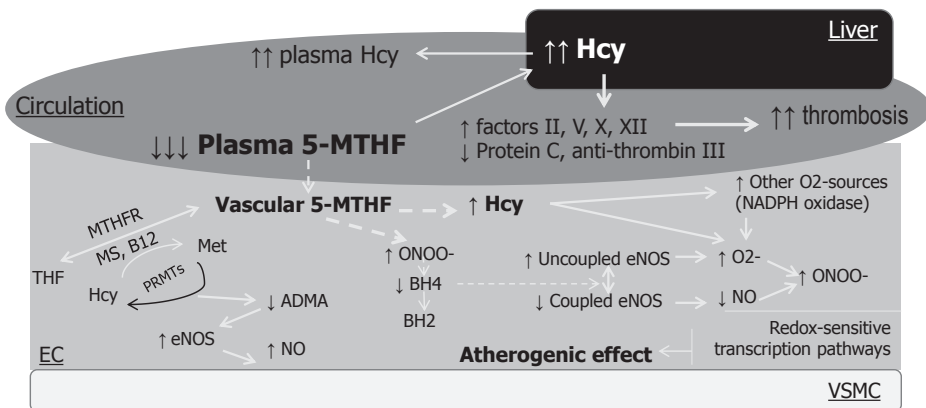 Liver
↑↑ Hcy
↑↑ plasma Hcy
Circulation
↑ factors II, V, X, XII
↓ Protein C, anti-thrombin III
↑↑ thrombosis
↓↓↓ Plasma 5-MTHF
Vascular 5-MTHF
↑ Hcy
↑ Other O2-sources
(NADPH oxidase)
MTHFR
MS, B12
THF
Met
PRMTs
Hcy
↑ ONOO-
↓ BH4
BH2
↑ Uncoupled eNOS
↑ O2-
↑ ONOO-
↓ Coupled eNOS
↓ NO
↓ ADMA
↑ eNOS
↑ NO
Redox-sensitive
transcription pathways
Atherogenic effect
EC
VSMC